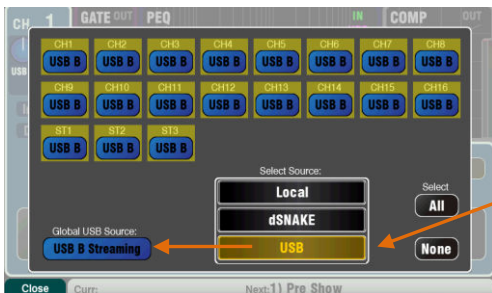 CH 1 GATE OUT PEQ IN COMP OUT
CH1 CH2 CH3 CH4 CH5 CH6 CH7 CH8
USB B USB B USB B USB B USB B USB B USB B USB B
USB
CH9 CH10 CH11 CH12 CH13 CH14 CH15 CH16
USB B USB B USB B USB B USB B USB B USB B USB B
ST1 ST2 ST3
USB B USB B USB B
Select Source:
Local
Select
All
dSNAKE
Global USB Source:
USB B Streaming
USB
None
Close Curr: Next:1) Pre Show